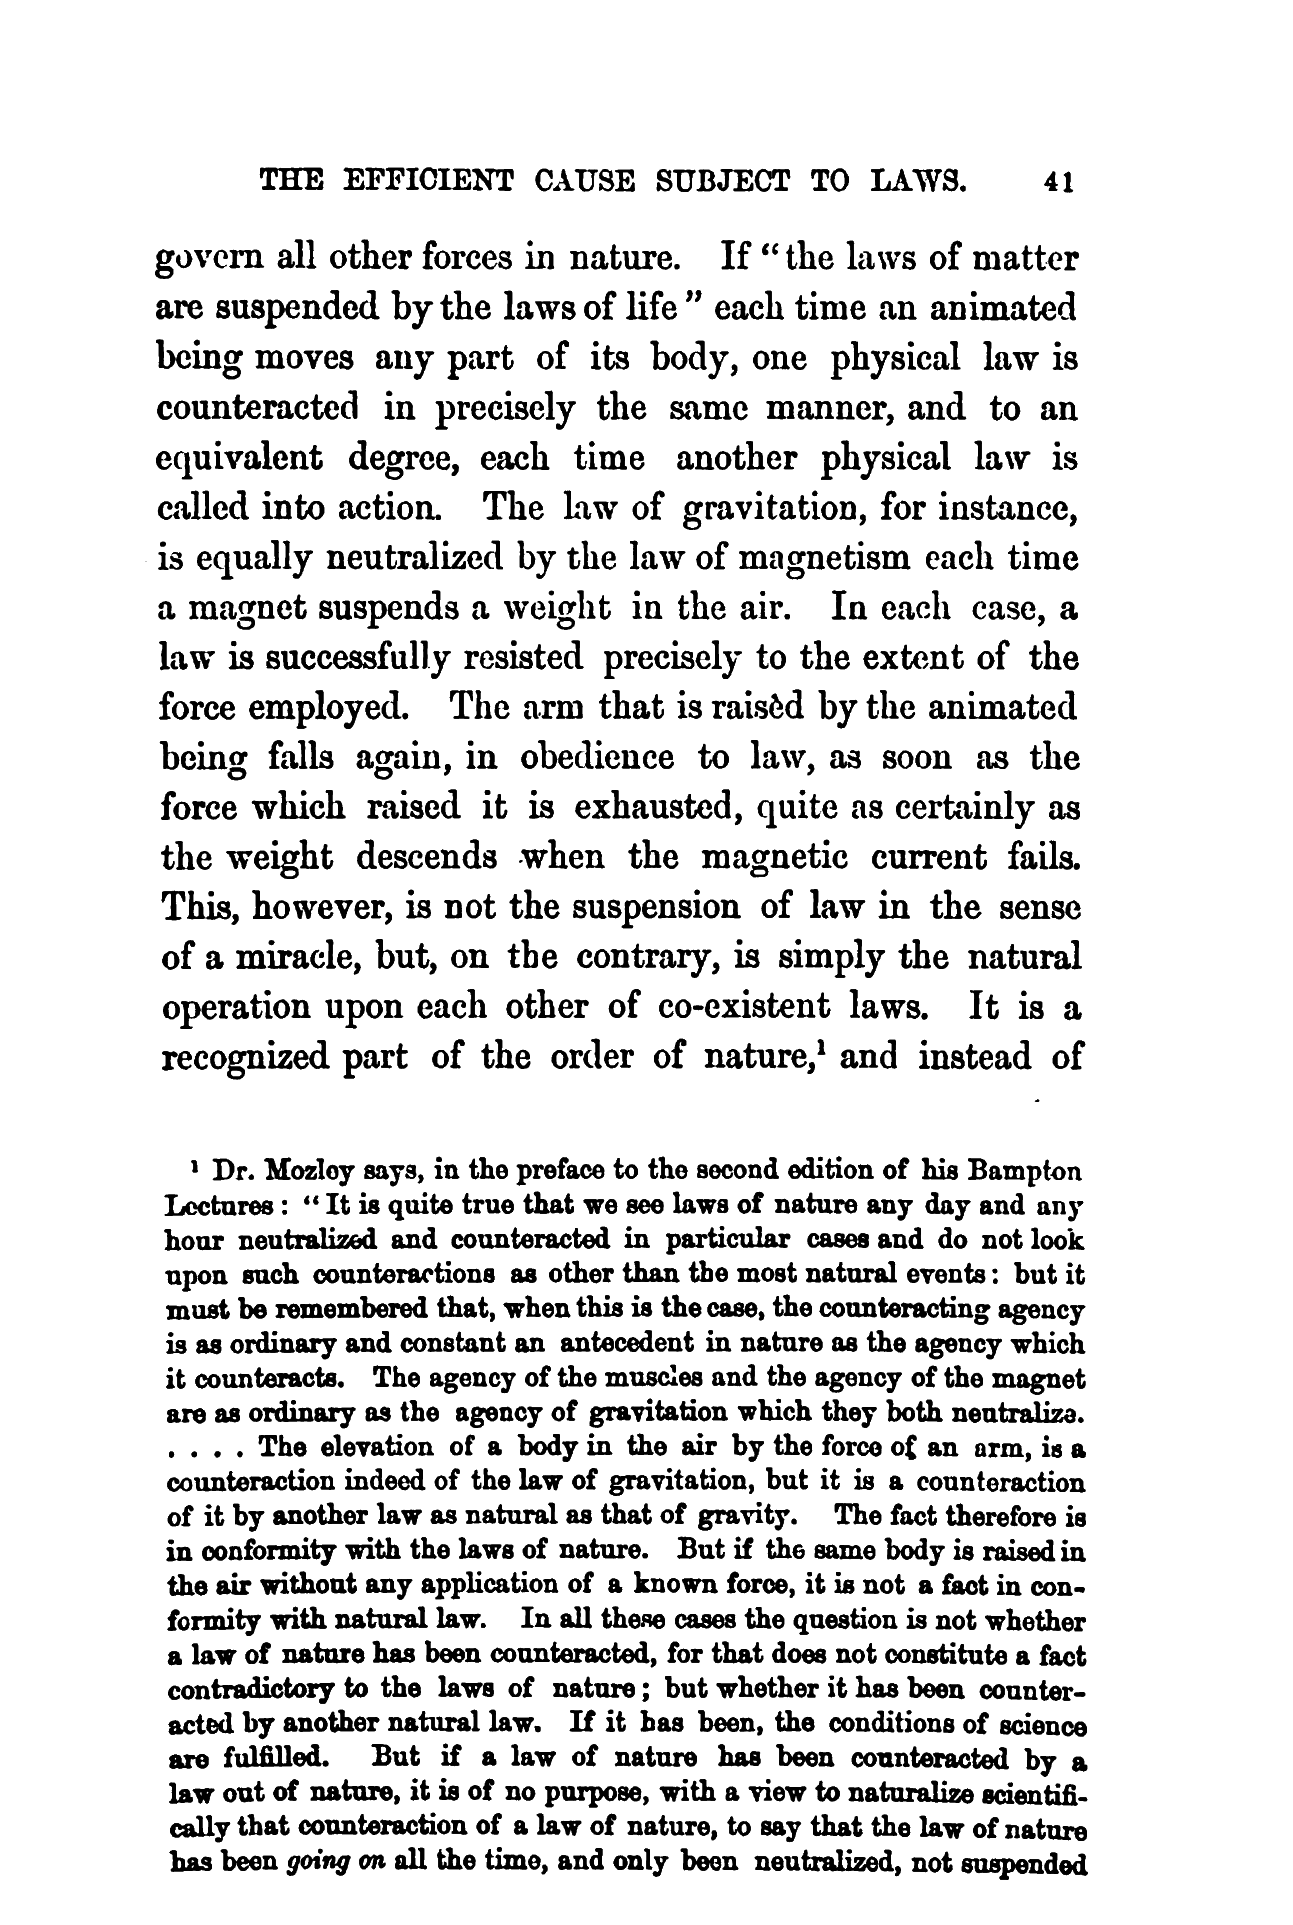 THE EFFICIENT CAUSE SUBJECT TO LAWS. 41
govern all other forces in nature. If “the laws of matter
are suspended by the laws of life” each time an animated
being moves any part of its body, one physical law is
counteracted in precisely the same manner, and to an
equivalent degree, each time another physical law is
called into action. The law of gravitation, for instance,
is equally neutralized by the law of magnetism each time
a magnet suspends a weight in the air. In each case, a
law is successfully resisted precisely to the extent of the
force employed. The arm that is raised by the animated
being falls again, in obedience to law, as soon as the
force which raised it is exhausted, quite as certainly as
the weight descends when the magnetic current fails.
This, however, is not the suspension of law in the sense
of a miracle, but, on the contrary, is simply the natural
operation upon each other of co-existent laws. It is a
recognized part of the order of nature,¹ and instead of
¹ Dr. Mozley says, in the preface to the second edition of his Bampton
Lectures: “It is quite true that we see laws of nature any day and any
hour neutralized and counteracted in particular cases and do not look
upon such counteractions as other than the most natural events: but it
must be remembered that, when this is the case, the counteracting agency
is as ordinary and constant an antecedent in nature as the agency which
it counteracts. The agency of the muscles and the agency of the magnet
are as ordinary as the agency of gravitation which they both neutralize.
. . . . The elevation of a body in the air by the force of an arm, is a
counteraction indeed of the law of gravitation, but it is a counteraction
of it by another law as natural as that of gravity. The fact therefore is
in conformity with the laws of nature. But if the same body is raised in
the air without any application of a known force, it is not a fact in con-
formity with natural law. In all these cases the question is not whether
a law of nature has been counteracted, for that does not constitute a fact
contradictory to the laws of nature; but whether it has been counter-
acted by another natural law. If it has been, the conditions of science
are fulfilled. But if a law of nature has been counteracted by a
law out of nature, it is of no purpose, with a view to naturalize scientifi-
cally that counteraction of a law of nature, to say that the law of nature
has been going on all the time, and only been neutralized, not suspended